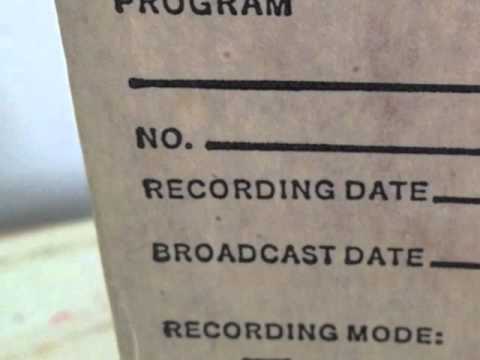 PROGRAM
NO.
RECORDING DATE
BROADCAST DATE
RECORDING MODE: